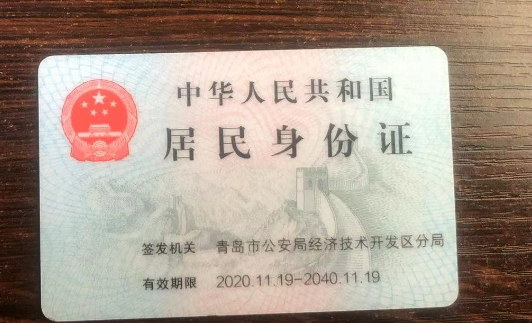 中华人民共和国
居民身份证
签发机关 青岛市公安局经济技术开发区分局
有效期限 2020.11.19-2040.11.19